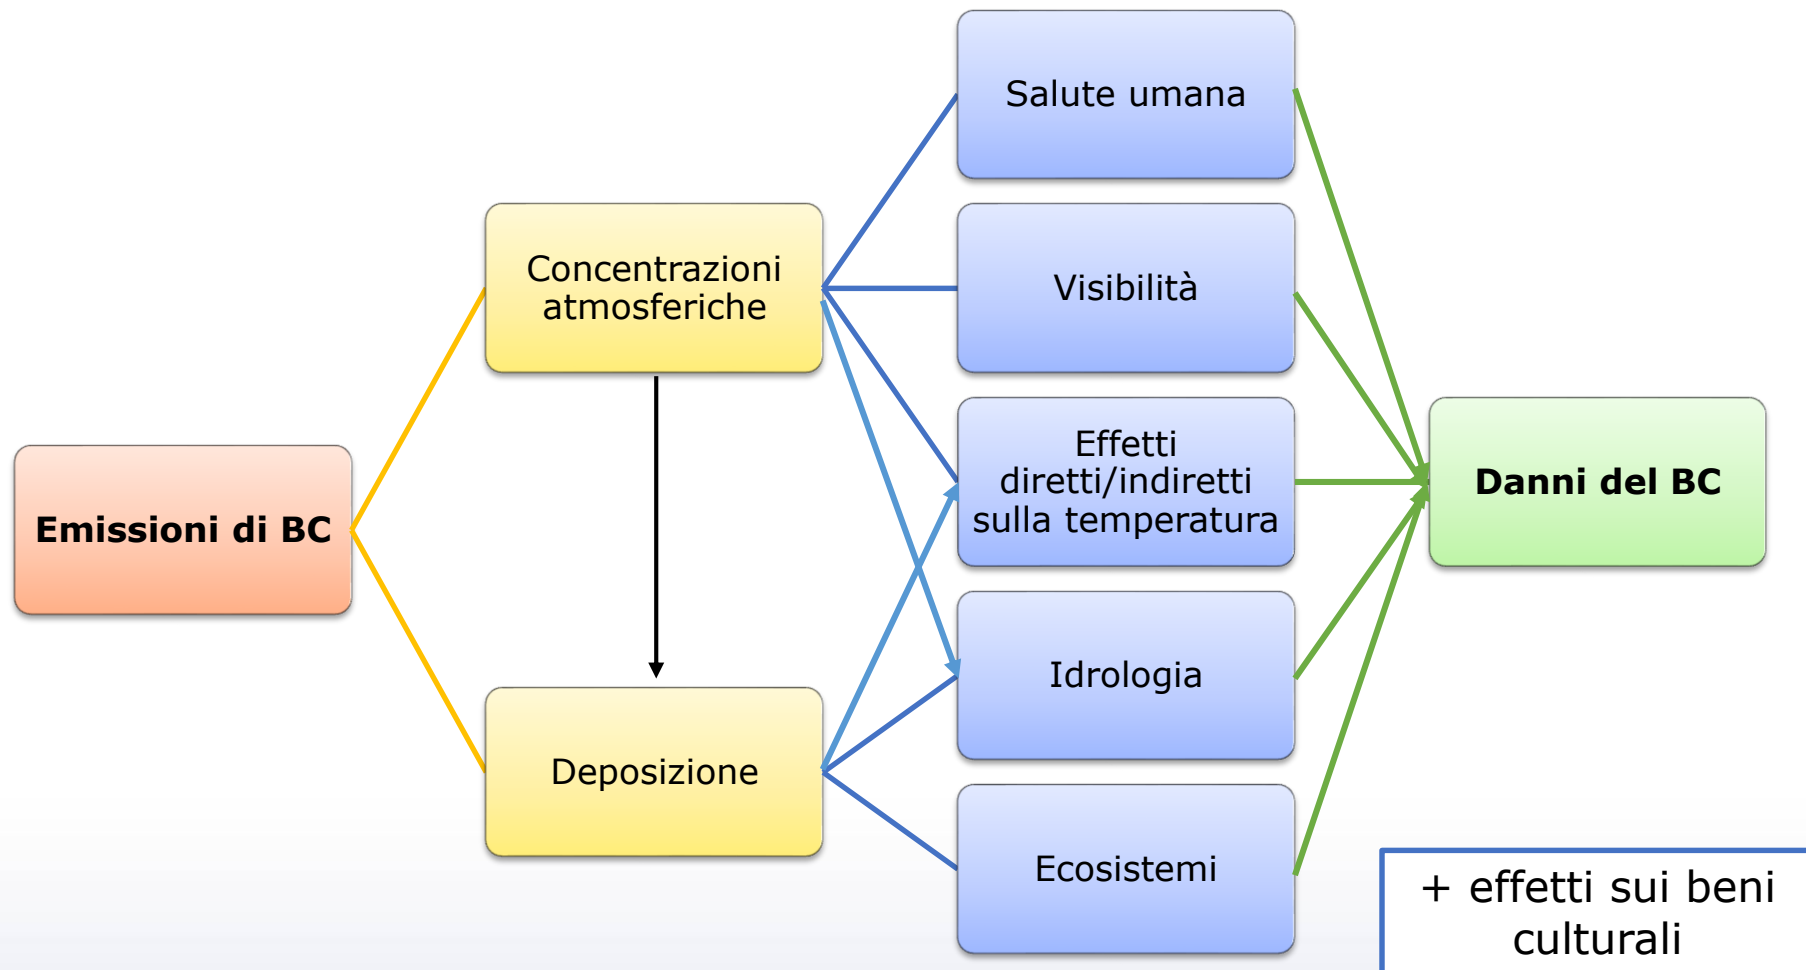 Emissioni di BC
Concentrazioni
atmosferiche
Deposizione
Salute umana
Visibilità
Effetti
diretti/indiretti
sulla temperatura
Idrologia
Ecosistemi
Danni del BC
+ effetti sui beni
culturali